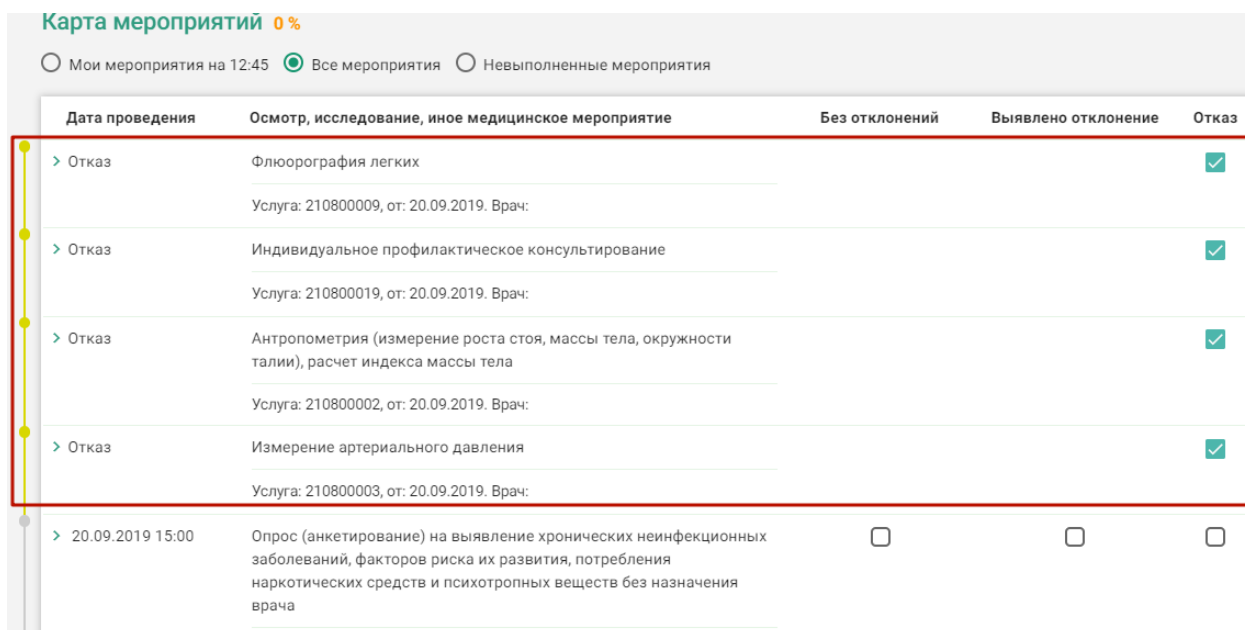 Карта мероприятий 0 %
Мои мероприятия на 12:45 Все мероприятия Невыполненные мероприятия
Дата проведения Осмотр, исследование, иное медицинское мероприятие Без отклонений Выявлено отклонение Отказ
Отказ Флюорография легких
Услуга: 210800009, от: 20.09.2019. Врач:
Отказ Индивидуальное профилактическое консультирование
Услуга: 210800019, от: 20.09.2019. Врач:
Отказ Антропометрия (измерение роста стоя, массы тела, окружности
талии), расчет индекса массы тела
Услуга: 210800002, от: 20.09.2019. Врач:
Отказ Измерение артериального давления
Услуга: 210800003, от: 20.09.2019. Врач:
20.09.2019 15:00 Опрос (анкетирование) на выявление хронических неинфекционных
заболеваний, факторов риска их развития, потребления
наркотических средств и психотропных веществ без назначения
врача